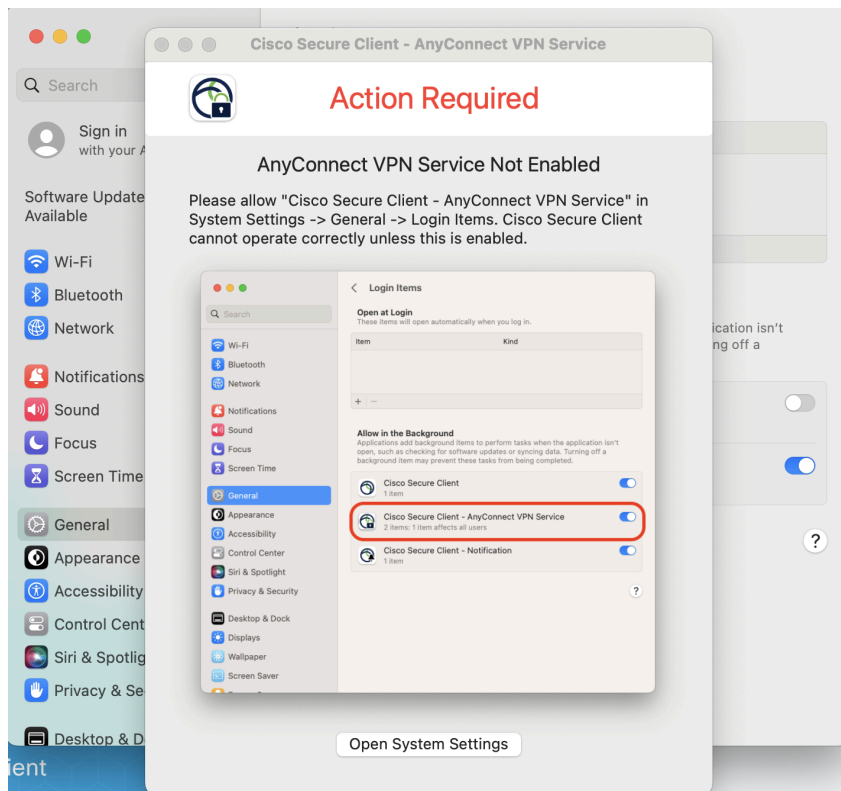 Cisco Secure Client - AnyConnect VPN Service
Action Required
AnyConnect VPN Service Not Enabled
Please allow "Cisco Secure Client - AnyConnect VPN Service" in
System Settings -> General -> Login Items. Cisco Secure Client
cannot operate correctly unless this is enabled.
Search
Sign in
with your A
Software Update
Available
Wi-Fi
Bluetooth
Network
Notifications
Sound
Focus
Screen Time
General
Appearance
Accessibility
Control Cent
Siri & Spotlig
Privacy & Se
Desktop & D
ient
Login Items
Search
Open at Login
These items will open automatically when you log in.
Item Kind
+ −
Wi-Fi
Bluetooth
Network
Notifications
Sound
Focus
Screen Time
General
Appearance
Accessibility
Control Center
Siri & Spotlight
Privacy & Security
Desktop & Dock
Displays
Wallpaper
Screen Saver
Allow in the Background
Applications add background items to perform tasks when the application isn't
open, such as checking for software updates or syncing data. Turning off a
background item may prevent these tasks from being completed.
Cisco Secure Client
1 item
Cisco Secure Client - AnyConnect VPN Service
2 items: 1 item affects all users
Cisco Secure Client - Notification
1 item
?
Open System Settings
ication isn't
ng off a
?